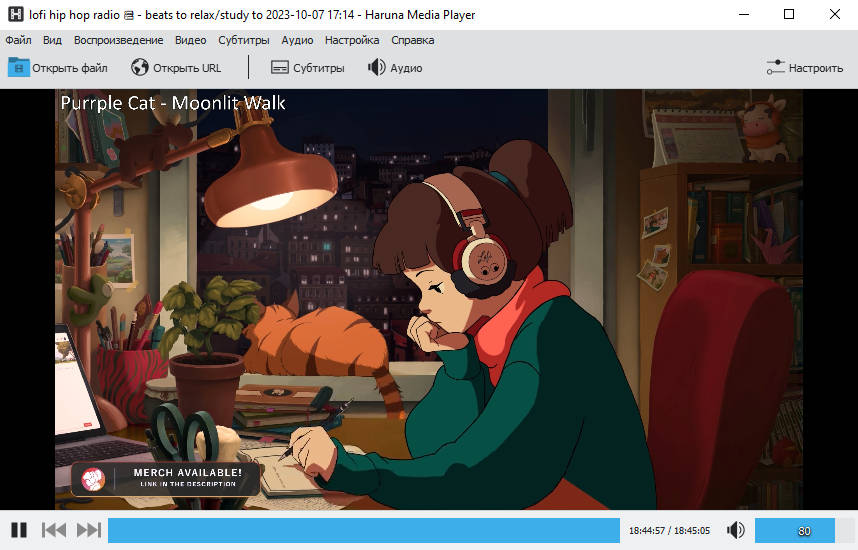 lofi hip hop radio 📚 - beats to relax/study to 2023-10-07 17:14 - Haruna Media Player
Файл Вид Воспроизведение Видео Субтитры Аудио Настройка Справка
Открыть файл Открыть URL Субтитры Аудио Настроить
Purrple Cat - Moonlit Walk
MERCH AVAILABLE!
LINK IN THE DESCRIPTION
18:44:57 / 18:45:05
80